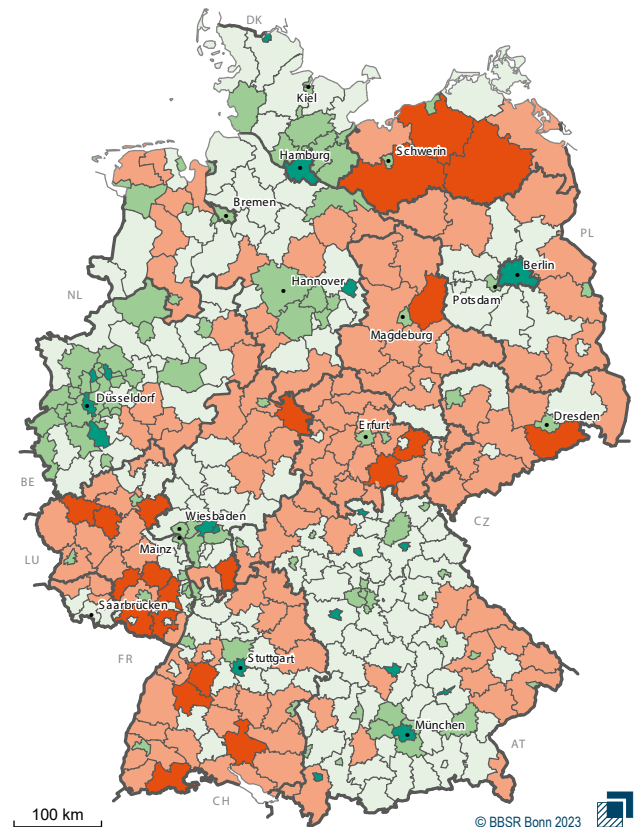 DK
Kiel
Hamburg
Schwerin
Bremen
PL
Berlin
Hannover
NL
Potsdam
Magdeburg
Düsseldorf
Dresden
Erfurt
BE
Wiesbaden
CZ
Mainz
LU
Saarbrücken
FR
Stuttgart
München
AT
CH
100 km
© BBSR Bonn 2023